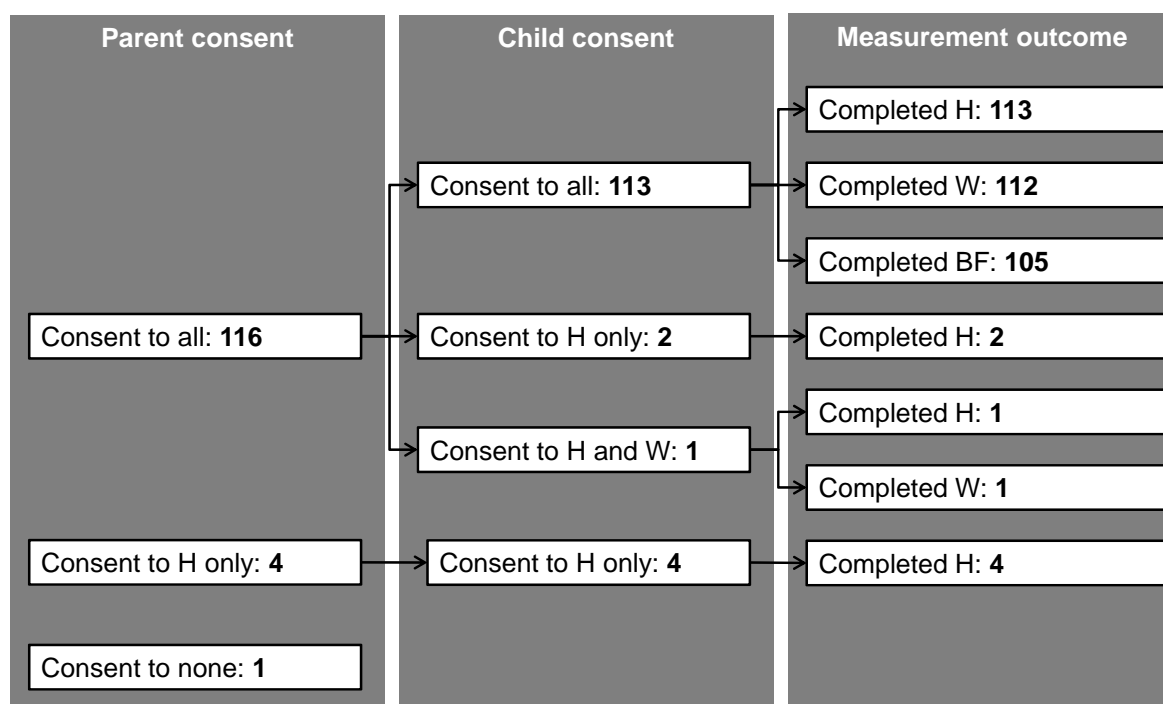 Parent consent
Child consent
Measurement outcome
Completed H: 113
Consent to all: 113
Completed W: 112
Completed BF: 105
Consent to all: 116
Consent to H only: 2
Completed H: 2
Completed H: 1
Consent to H and W: 1
Completed W: 1
Consent to H only: 4
Consent to H only: 4
Completed H: 4
Consent to none: 1